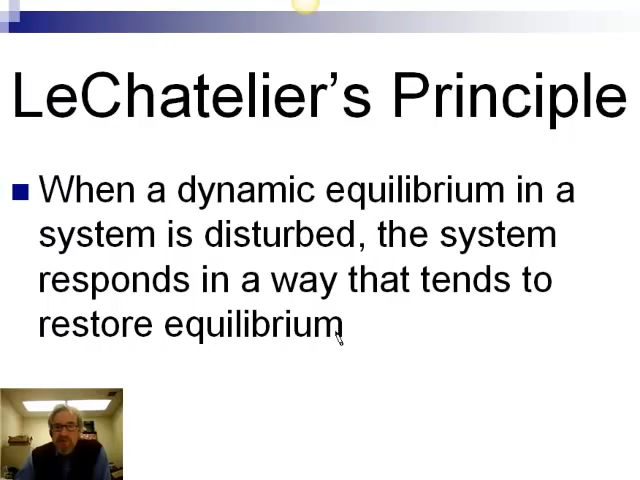 LeChatelier's Principle
When a dynamic equilibrium in a
system is disturbed, the system
responds in a way that tends to
restore equilibrium